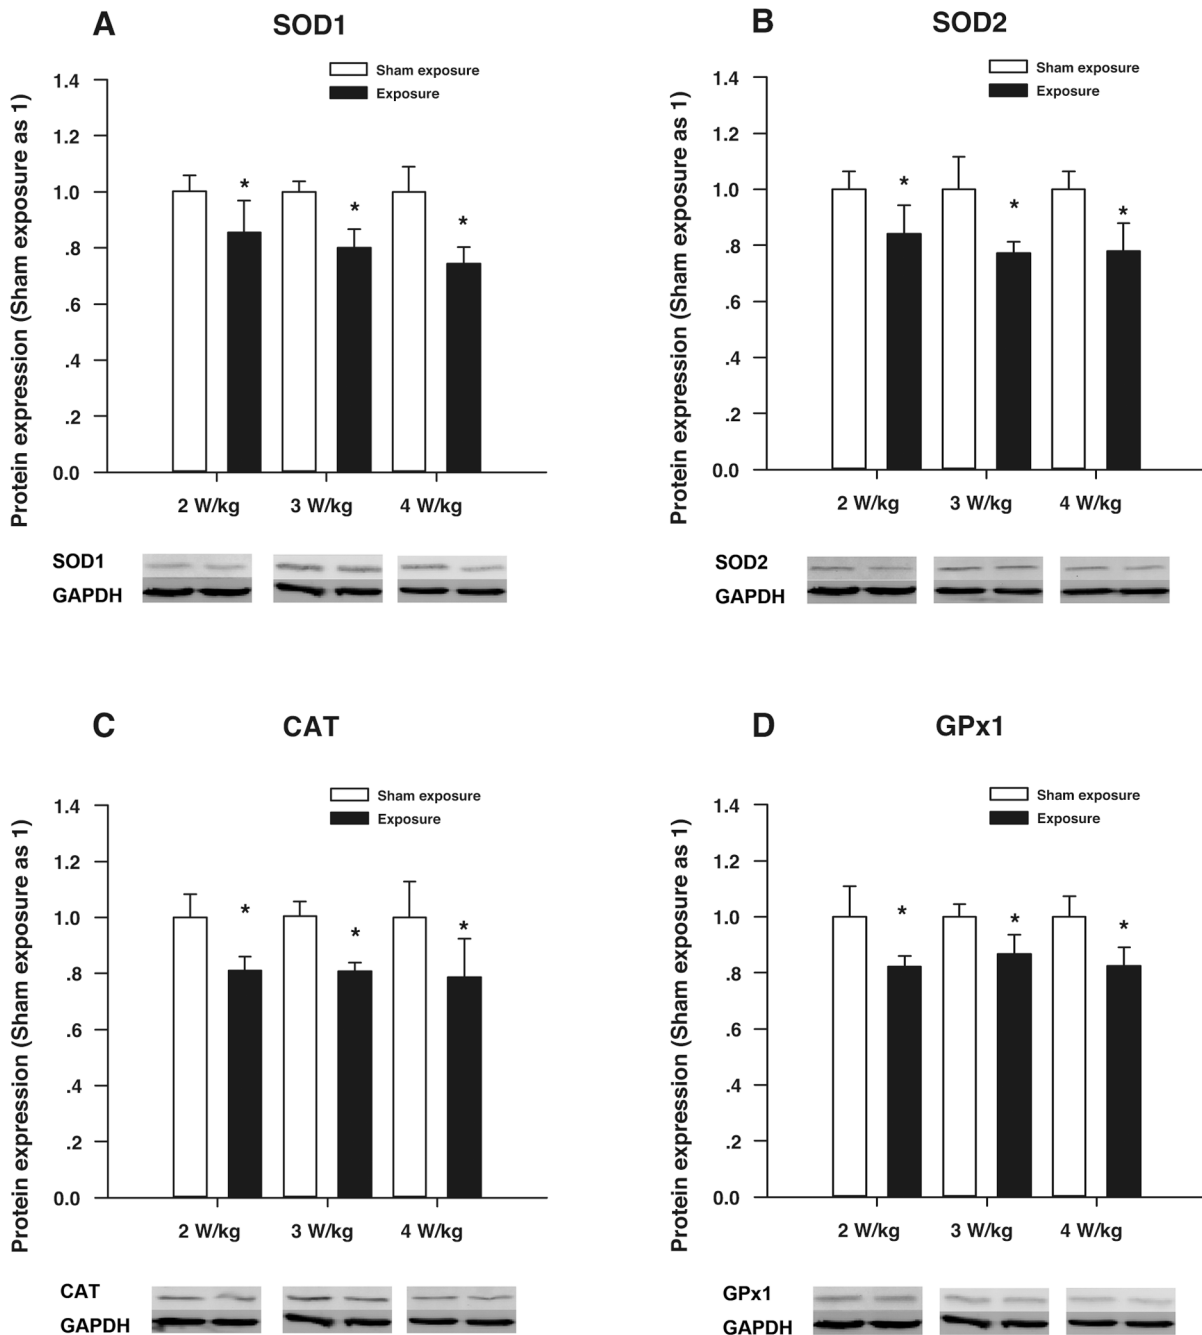 A
SOD1
Sham exposure
Exposure
Protein expression (Sham exposure as 1)
1.4
1.2
1.0
.8
.6
.4
.2
0.0
*
*
*
2 W/kg
3 W/kg
4 W/kg
SOD1
GAPDH
B
SOD2
Sham exposure
Exposure
Protein expression (Sham exposure as 1)
1.4
1.2
1.0
.8
.6
.4
.2
0.0
*
*
*
2 W/kg
3 W/kg
4 W/kg
SOD2
GAPDH
C
CAT
Sham exposure
Exposure
Protein expression (Sham exposure as 1)
1.4
1.2
1.0
.8
.6
.4
.2
0.0
*
*
*
2 W/kg
3 W/kg
4 W/kg
CAT
GAPDH
D
GPx1
Sham exposure
Exposure
Protein expression (Sham exposure as 1)
1.4
1.2
1.0
.8
.6
.4
.2
0.0
*
*
*
2 W/kg
3 W/kg
4 W/kg
GPx1
GAPDH